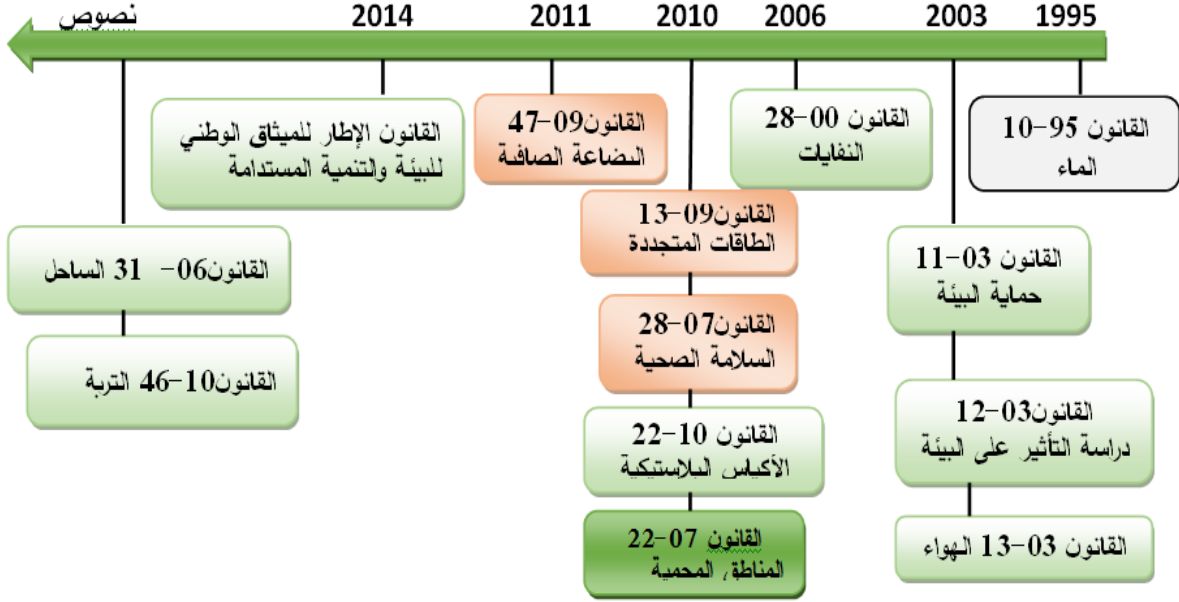 1995 2003 2006 2010 2011 2014 نصوص
القانون 95-10
الماء
القانون 03-11
حماية البيئة
القانون03-12
دراسة التأثير على البيئة
القانون 03-13 الهواء
القانون 00-28
النفايات
القانون09-13
الطاقات المتجددة
القانون07-28
السلامة الصحية
القانون 10-22
الأكياس البلاستيكية
القانون 07-22
المناطق المحمية
القانون09-47
البضاعة الصافية
القانون الإطار للميثاق الوطني
للبيئة والتنمية المستدامة
القانون06- 31 الساحل
القانون10-46 التربة